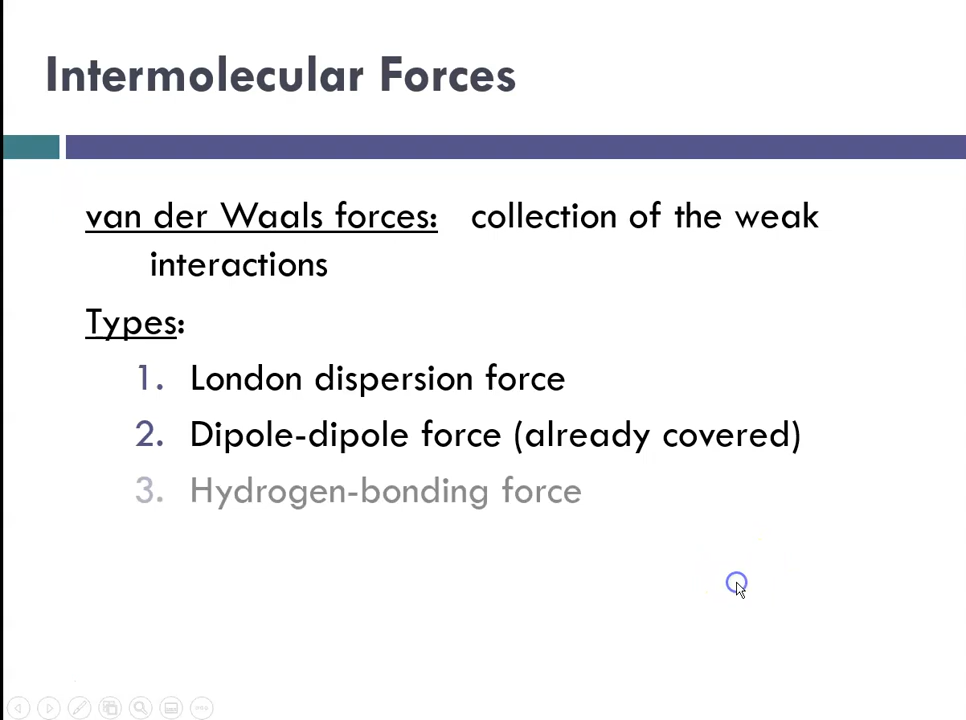 Intermolecular Forces
van der Waals forces: collection of the weak
interactions
Types:
1. London dispersion force
2. Dipole-dipole force (already covered)
3. Hydrogen-bonding force